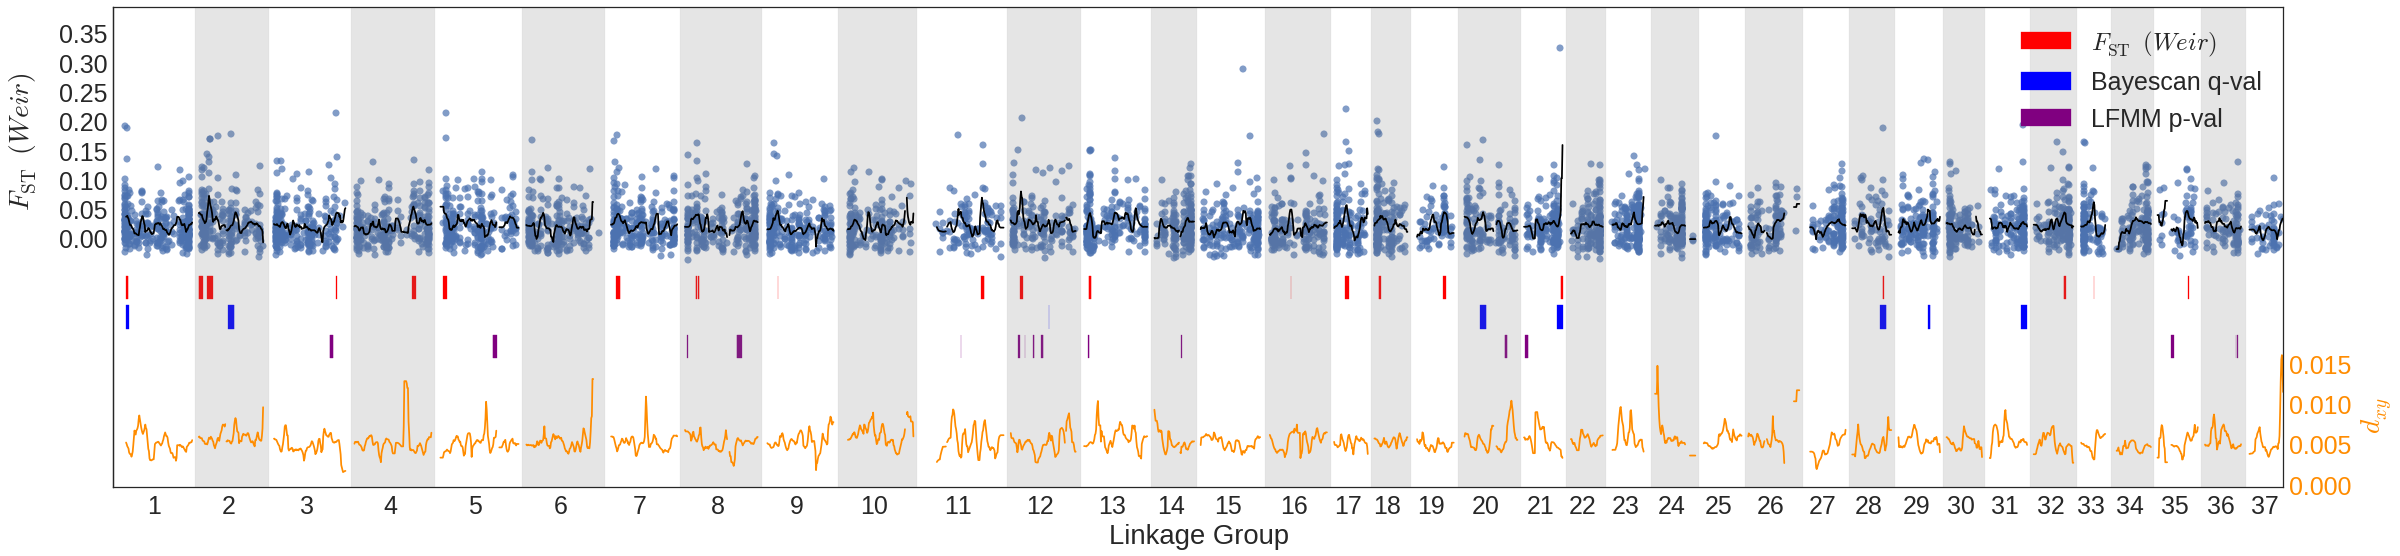 0.35
0.30
0.25
0.20
0.15
0.10
0.05
0.00
F_ST (Weir)
F_ST (Weir)
Bayescan q-val
LFMM p-val
0.015
0.010
0.005
0.000
d_xy
1 2 3 4 5 6 7 8 9 10 11 12 13 14 15 16 17 18 19 20 21 22 23 24 25 26 27 28 29 30 31 32 33 34 35 36 37
Linkage Group